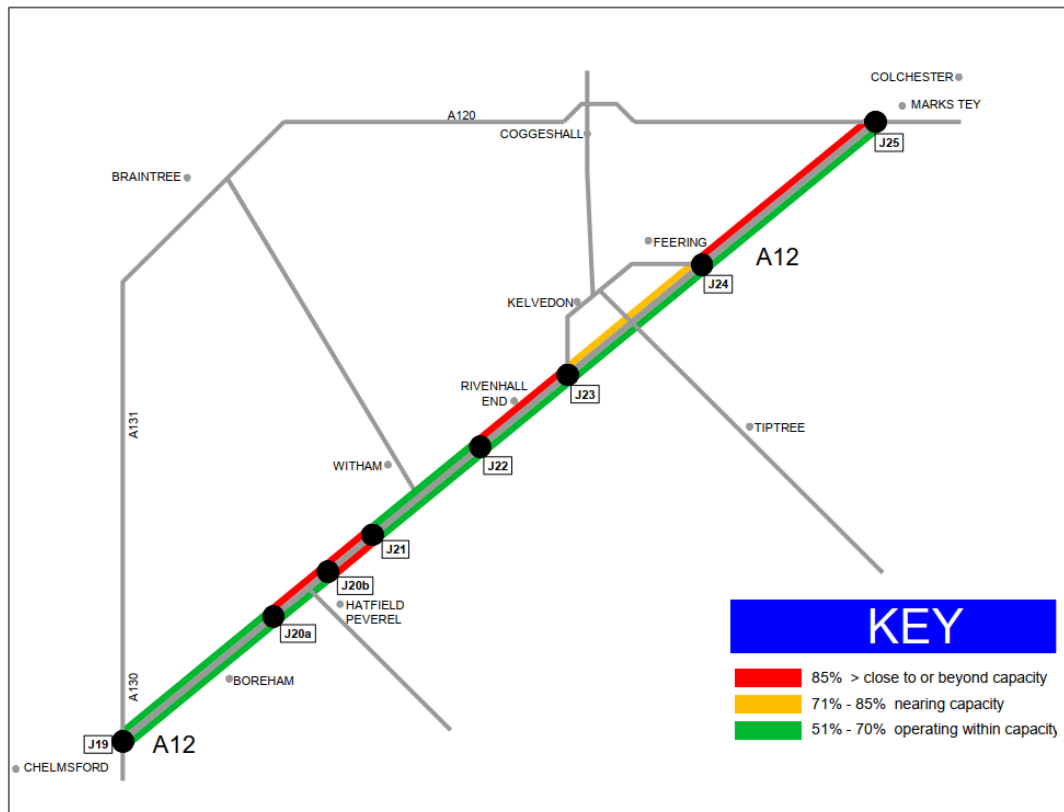 COLCHESTER
MARKS TEY
A120
COGGESHALL
J25
BRAINTREE
FEERING
A12
J24
KELVEDON
RIVENHALL
END
J23
A131
TIPTREE
WITHAM
J22
J21
J20b
HATFIELD
PEVEREL
J20a
KEY
85% > close to or beyond capacity
71% - 85% nearing capacity
51% - 70% operating within capacity
BOREHAM
A130
J19
A12
CHELMSFORD